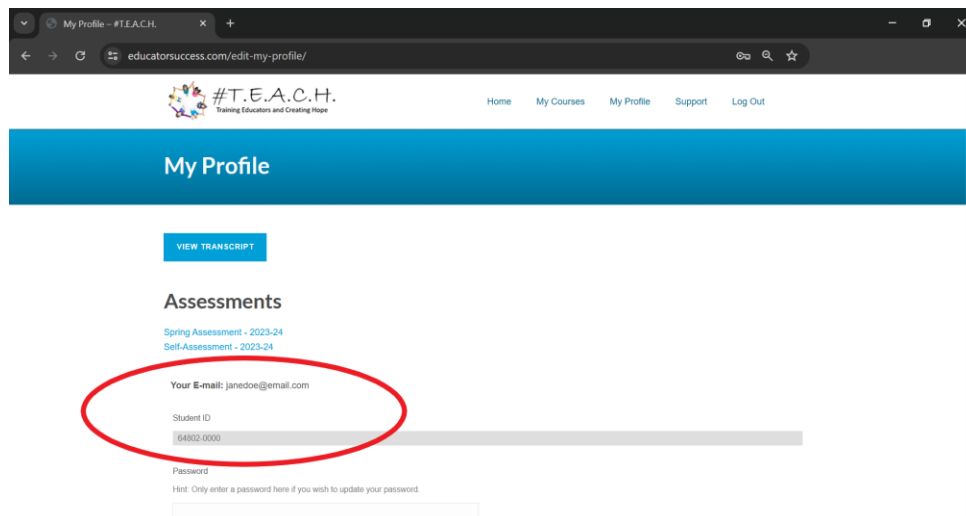 My Profile – #T.E.A.C.H.
educatorsuccess.com/edit-my-profile/
#T.E.A.C.H.
Training Educators and Creating Hope
Home My Courses My Profile Support Log Out
My Profile
VIEW TRANSCRIPT
Assessments
Spring Assessment - 2023-24
Self-Assessment - 2023-24
Your E-mail: janedoe@email.com
Student ID
64802-0000
Password
Hint: Only enter a password here if you wish to update your password.